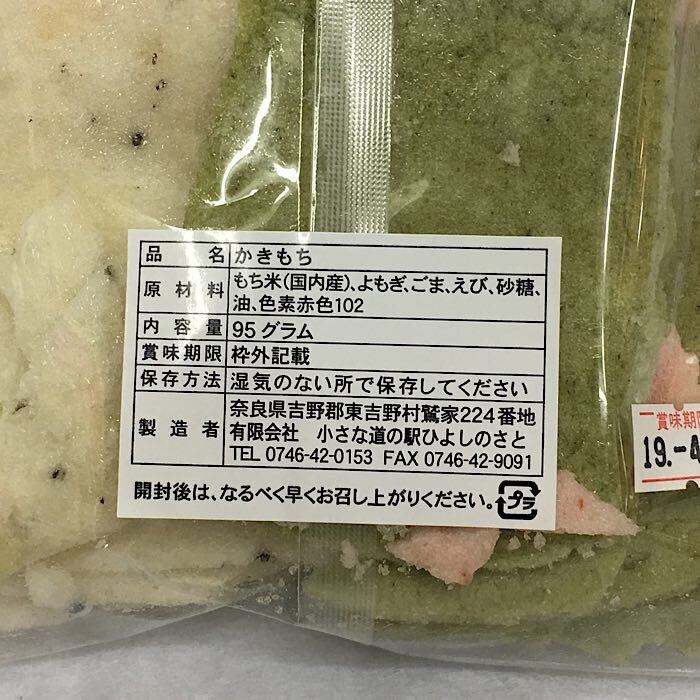 品名 かきもち
原材料 もち米(国内産)、よもぎ、ごま、えび、砂糖、
油、色素赤色102
内容量 95グラム
賞味期限 枠外記載
保存方法 湿気のない所で保存してください
製造者 奈良県吉野郡東吉野村鷲家224番地
有限会社 小さな道の駅ひよしのさと
TEL 0746-42-0153 FAX 0746-42-9091
開封後は、なるべく早くお召し上がりください。
プラ
賞味期
19.-4